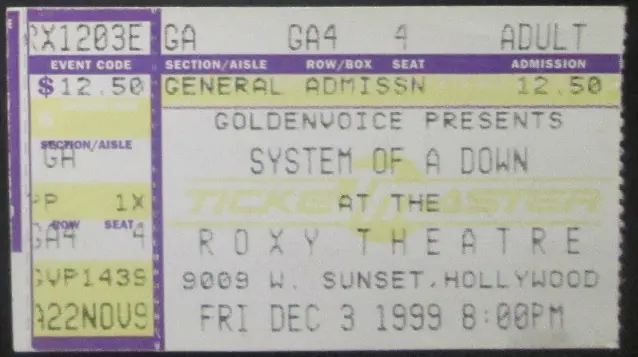 RX1203E GA GA4 4 ADULT
EVENT CODE SECTION/AISLE ROW/BOX SEAT ADMISSION
$12.50 GENERAL ADMISSN 12.50
GOLDENVOICE PRESENTS
SECTION/AISLE
GA
SYSTEM OF A DOWN
TICKETMASTER
PP 1X
AT THE
ROW SEAT
GA4 4
ROXY THEATRE
GVP1439
9009 W. SUNSET.HOLLYWOOD
A22NOV9
FRI DEC 3 1999 8:00PM